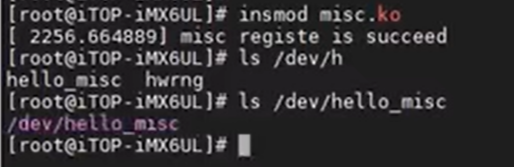 [root@iTOP-iMX6UL]# insmod misc.ko
[ 2256.664889] misc registe is succeed
[root@iTOP-iMX6UL]# ls /dev/h
hello_misc  hwrng
[root@iTOP-iMX6UL]# ls /dev/hello_misc
/dev/hello_misc
[root@iTOP-iMX6UL]#